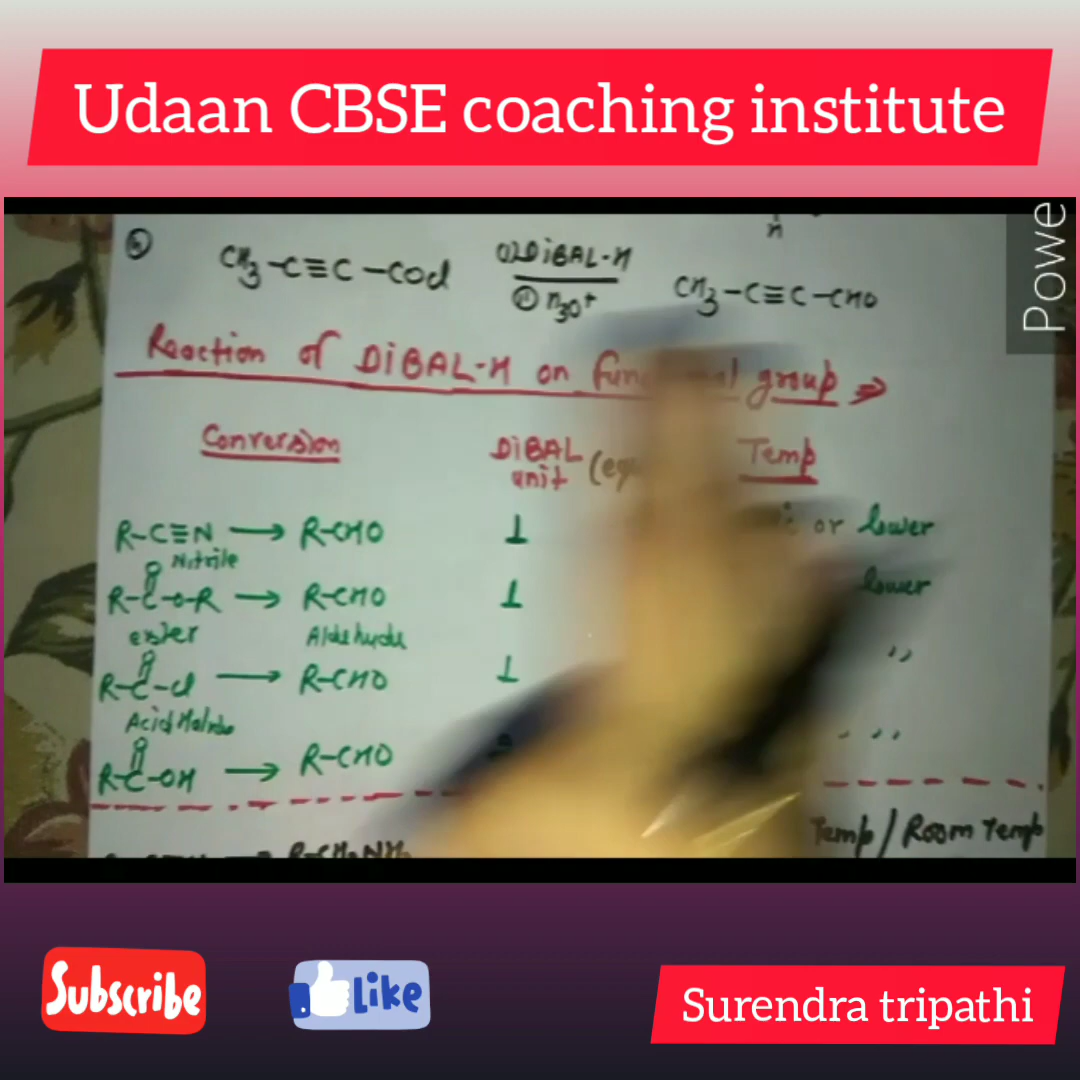 Udaan CBSE coaching institute
Powe
⑥ CH3-C≡C-COCl (i) DiBAL-H (ii) H3O+ CH3-C≡C-CHO
H
Reaction of DiBAL-H on group ⇒
Conversion DiBAL unit Temp
R-C≡N → R-CHO 1 or lower
Nitrile
R-C(=O)-O-R → R-CHO 1 lower
ester Aldehyde
R-C(=O)-Cl → R-CHO 1 ,,
Acid
R-C(=O)-OH → R-CHO ,,
R-CH2NH2 Temp/Room Temp
Subscribe
Like
Surendra tripathi